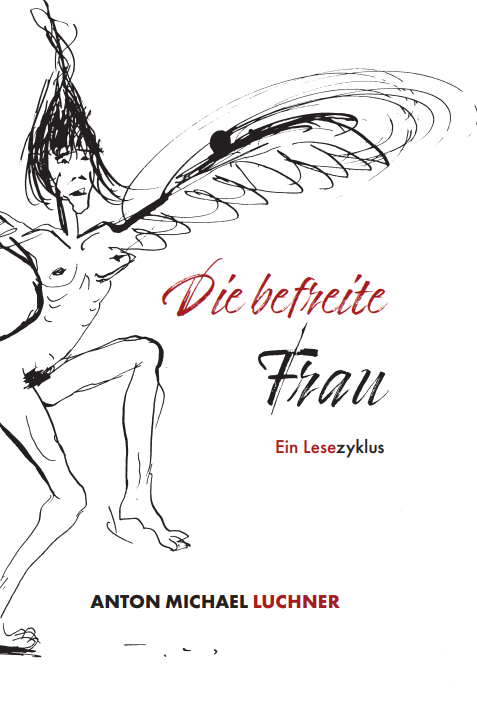 Die befreite
Frau
Ein Lesezyklus
ANTON MICHAEL LUCHNER